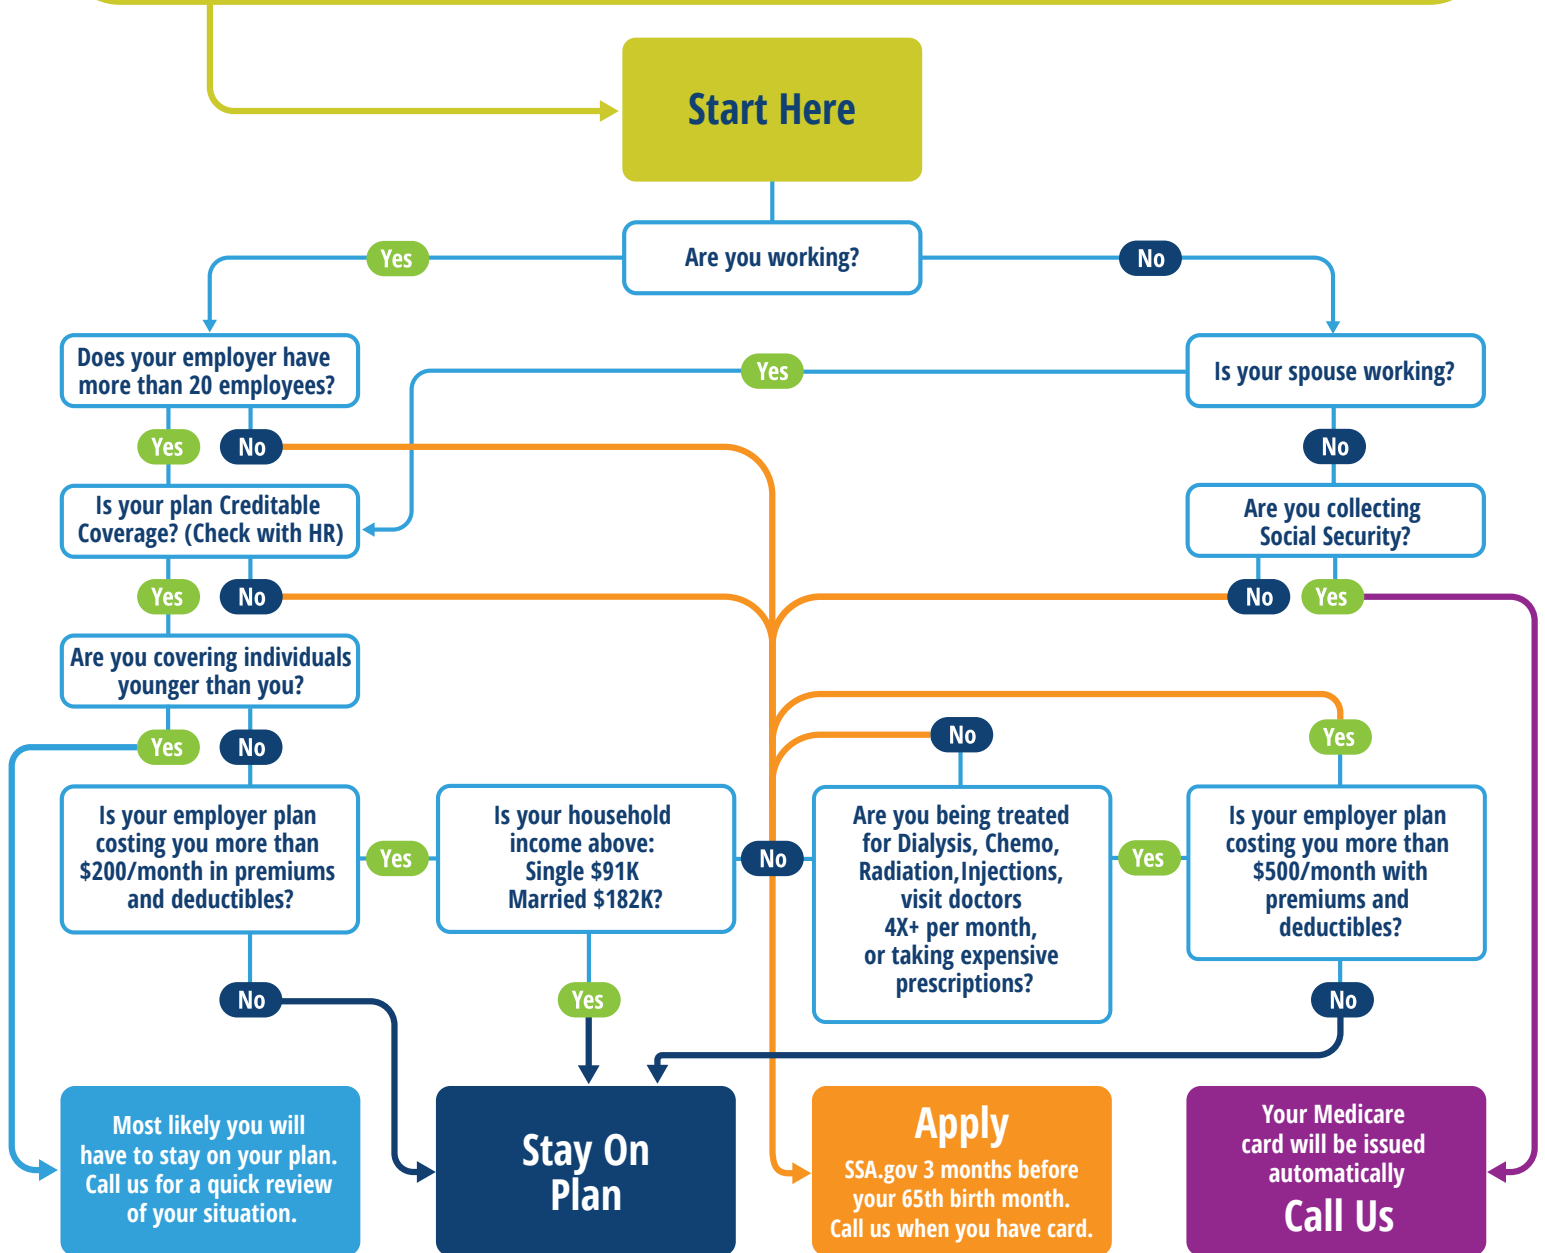 Start Here
Are you working?
Yes
No
Does your employer have
more than 20 employees?
Yes
Is your spouse working?
Yes
No
No
Is your plan Creditable
Coverage? (Check with HR)
Are you collecting
Social Security?
Yes
No
No
Yes
Are you covering individuals
younger than you?
Yes
No
No
Yes
Is your employer plan
costing you more than
$200/month in premiums
and deductibles?
Yes
Is your household
income above:
Single $91K
Married $182K?
No
Are you being treated
for Dialysis, Chemo,
Radiation,Injections,
visit doctors
4X+ per month,
or taking expensive
prescriptions?
Yes
Is your employer plan
costing you more than
$500/month with
premiums and
deductibles?
No
Yes
No
Most likely you will
have to stay on your plan.
Call us for a quick review
of your situation.
Stay On
Plan
Apply
SSA.gov 3 months before
your 65th birth month.
Call us when you have card.
Your Medicare
card will be issued
automatically
Call Us